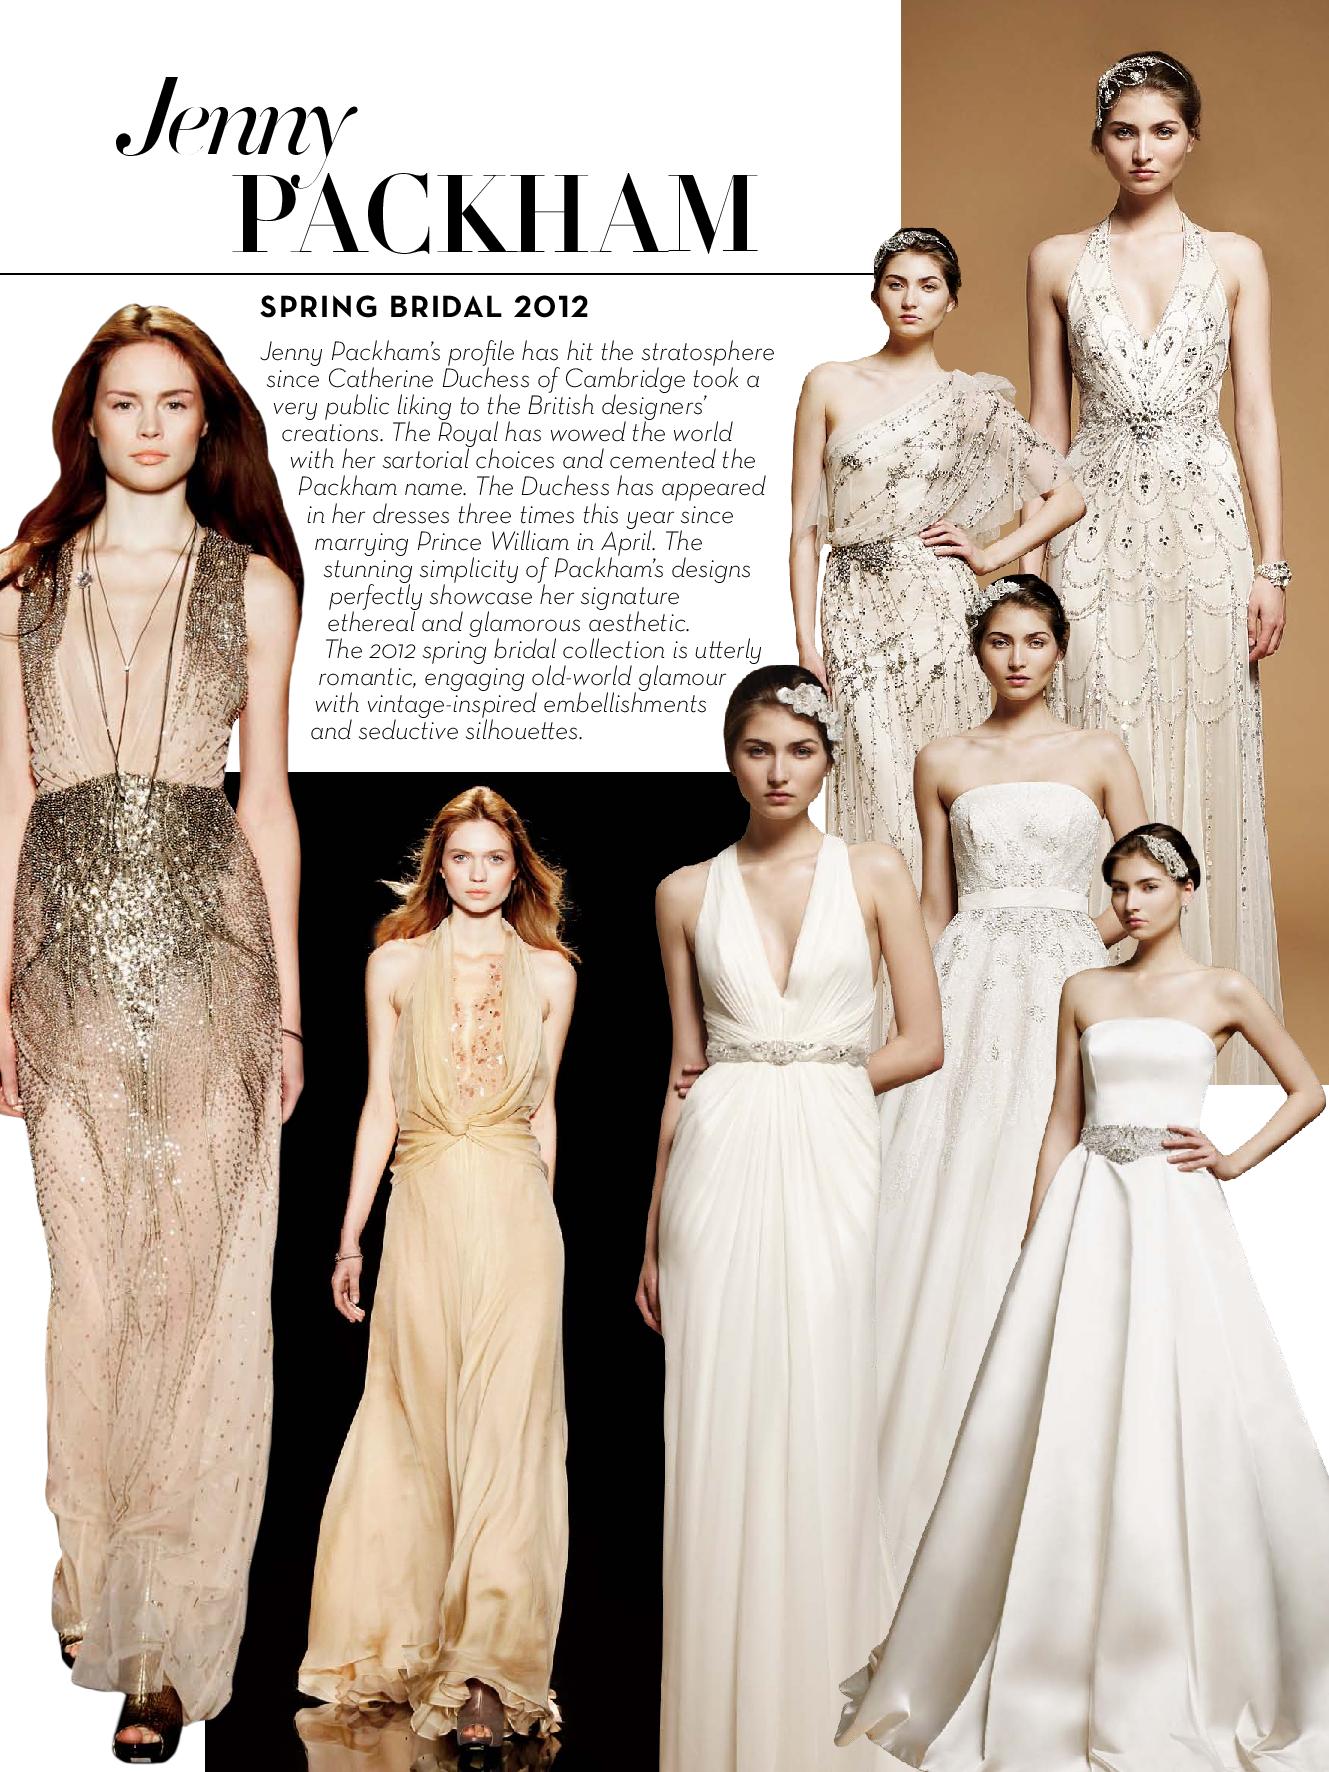 Jenny
PACKHAM
SPRING BRIDAL 2012
Jenny Packham's profile has hit the stratosphere
since Catherine Duchess of Cambridge took a
very public liking to the British designers'
creations. The Royal has wowed the world
with her sartorial choices and cemented the
Packham name. The Duchess has appeared
in her dresses three times this year since
marrying Prince William in April. The
stunning simplicity of Packham's designs
perfectly showcase her signature
ethereal and glamorous aesthetic.
The 2012 spring bridal collection is utterly
romantic, engaging old-world glamour
with vintage-inspired embellishments
and seductive silhouettes.